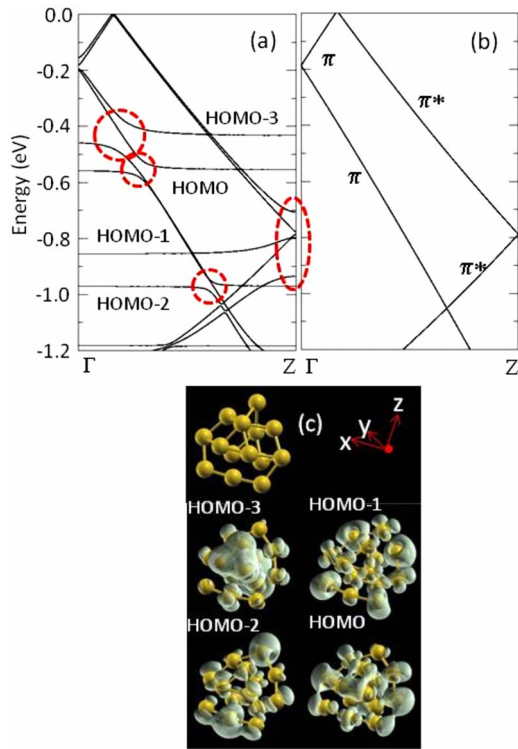 (a)
(b)
Energy (eV)
0.0
-0.2
-0.4
-0.6
-0.8
-1.0
-1.2
HOMO-3
HOMO
HOMO-1
HOMO-2
Γ
Z
π
π*
π
π*
Γ
Z
(c)
z
y
x
HOMO-3
HOMO-1
HOMO-2
HOMO